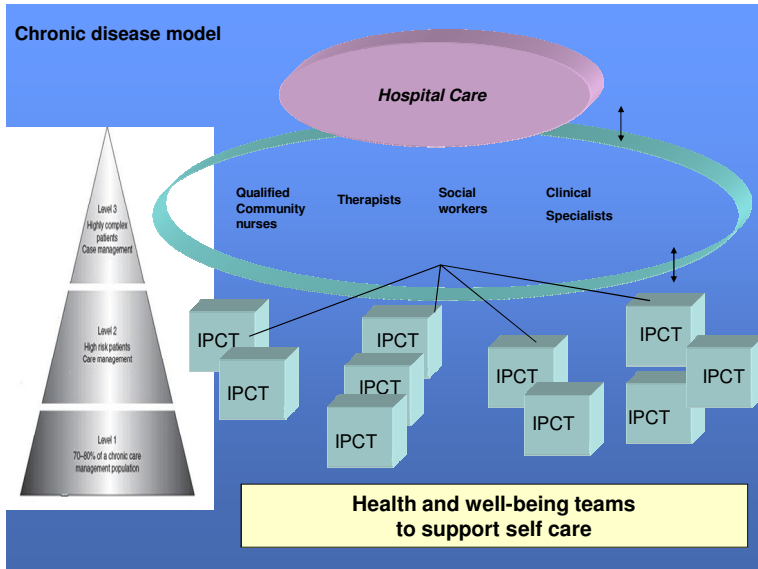 Chronic disease model
Hospital Care
Qualified
Community
nurses
Therapists
Social
workers
Clinical
Specialists
Level 3
Highly complex
patients
Case management
Level 2
High risk patients
Care management
Level 1
70–80% of a chronic care
management population
IPCT
IPCT
IPCT
IPCT
IPCT
IPCT
IPCT
IPCT
IPCT
IPCT
Health and well-being teams
to support self care